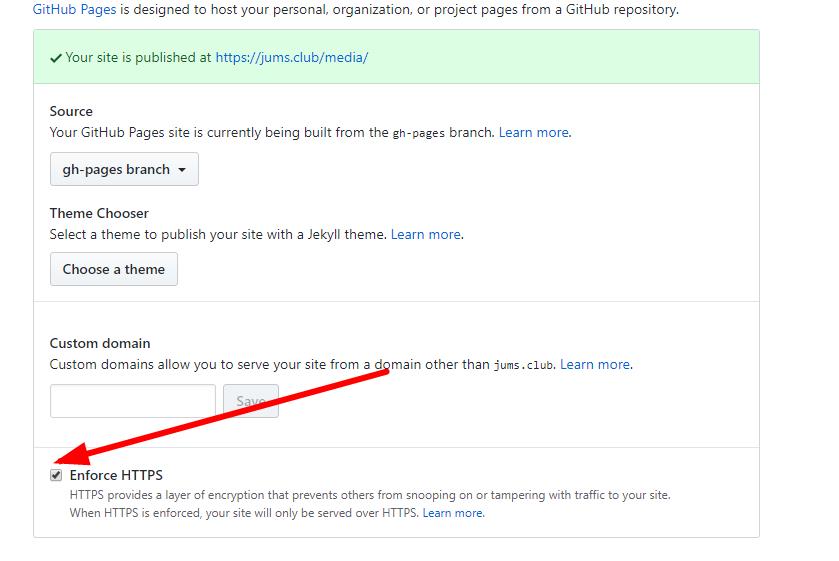 GitHub Pages is designed to host your personal, organization, or project pages from a GitHub repository.
Your site is published at https://jums.club/media/
Source
Your GitHub Pages site is currently being built from the gh-pages branch. Learn more.
gh-pages branch
Theme Chooser
Select a theme to publish your site with a Jekyll theme. Learn more.
Choose a theme
Custom domain
Custom domains allow you to serve your site from a domain other than jums.club. Learn more.
Save
Enforce HTTPS
HTTPS provides a layer of encryption that prevents others from snooping on or tampering with traffic to your site.
When HTTPS is enforced, your site will only be served over HTTPS. Learn more.